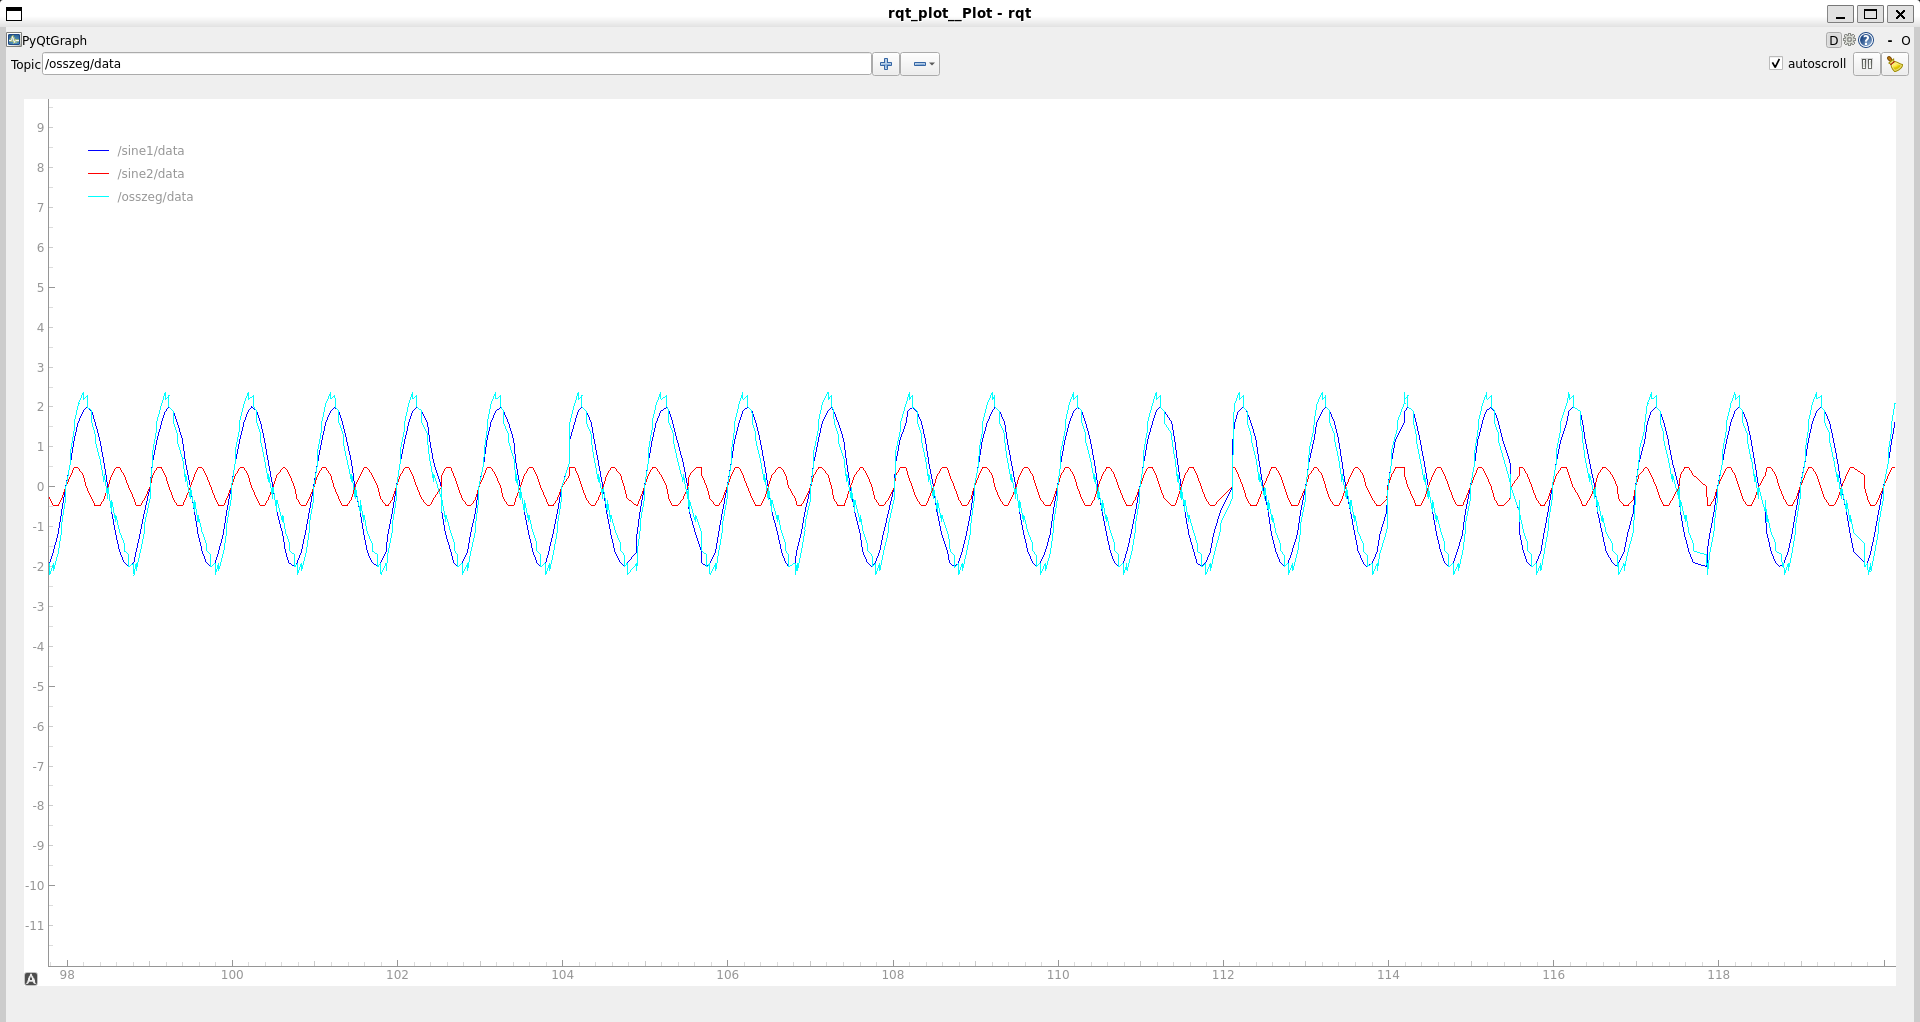 rqt_plot__Plot - rqt
PyQtGraph
D ? - O
Topic /osszeg/data
autoscroll
/sine1/data
/sine2/data
/osszeg/data
9
8
7
6
5
4
3
2
1
0
-1
-2
-3
-4
-5
-6
-7
-8
-9
-10
-11
A
98 100 102 104 106 108 110 112 114 116 118